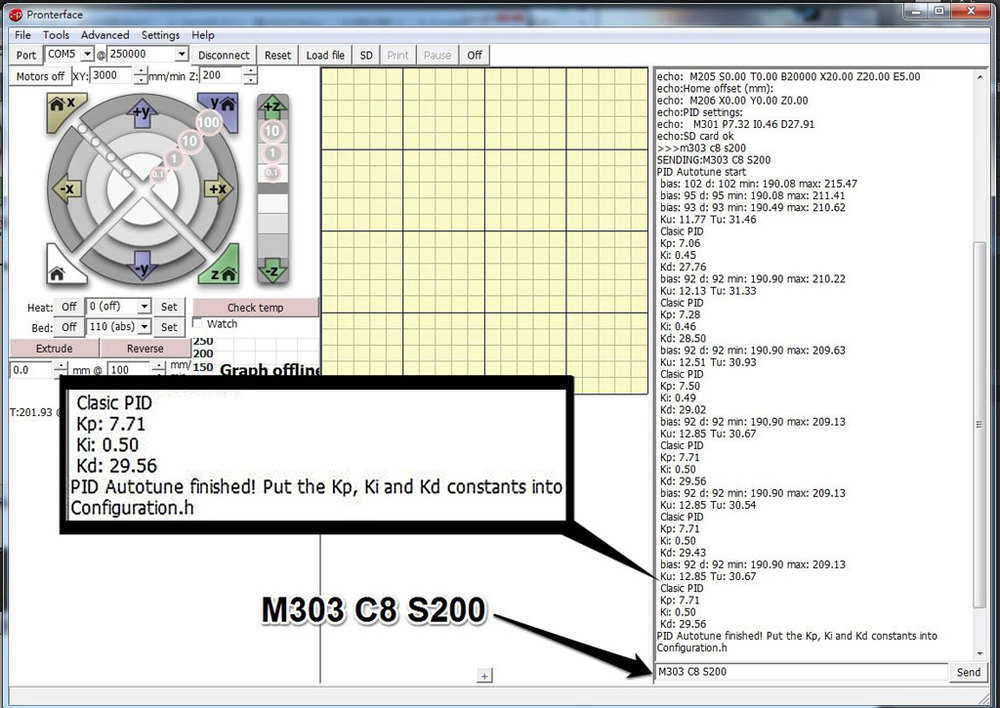 Pronterface
File Tools Advanced Settings Help
Port COM5 @ 250000 Disconnect Reset Load file SD Print Pause Off
Motors off XY: 3000 mm/min Z: 200
x
y
+y
100
10
1
0.1
-x
+x
-y
z
+z
10
1
0.1
-z
Heat: Off 0 (off) Set Check temp
Bed: Off 110 (abs) Set Watch
Extrude Reverse
0.0 mm @ 100 mm/
250
200
150
Graph offline
T:201.93 @
Clasic PID
Kp: 7.71
Ki: 0.50
Kd: 29.56
PID Autotune finished! Put the Kp, Ki and Kd constants into
Configuration.h
M303 C8 S200
echo: M205 S0.00 T0.00 B20000 X20.00 Z20.00 E5.00
echo:Home offset (mm):
echo: M206 X0.00 Y0.00 Z0.00
echo:PID settings:
echo: M301 P7.32 I0.46 D27.91
echo:SD card ok
>>>m303 c8 s200
SENDING:M303 C8 S200
PID Autotune start
bias: 102 d: 102 min: 190.08 max: 215.47
bias: 95 d: 95 min: 190.08 max: 211.41
bias: 93 d: 93 min: 190.49 max: 210.62
Ku: 11.77 Tu: 31.46
Clasic PID
Kp: 7.06
Ki: 0.45
Kd: 27.76
bias: 92 d: 92 min: 190.90 max: 210.22
Ku: 12.13 Tu: 31.33
Clasic PID
Kp: 7.28
Ki: 0.46
Kd: 28.50
bias: 92 d: 92 min: 190.90 max: 209.63
Ku: 12.51 Tu: 30.93
Clasic PID
Kp: 7.50
Ki: 0.49
Kd: 29.02
bias: 92 d: 92 min: 190.90 max: 209.13
Ku: 12.85 Tu: 30.67
Clasic PID
Kp: 7.71
Ki: 0.50
Kd: 29.56
bias: 92 d: 92 min: 190.90 max: 209.13
Ku: 12.85 Tu: 30.54
Clasic PID
Kp: 7.71
Ki: 0.50
Kd: 29.43
bias: 92 d: 92 min: 190.90 max: 209.13
Ku: 12.85 Tu: 30.67
Clasic PID
Kp: 7.71
Ki: 0.50
Kd: 29.56
PID Autotune finished! Put the Kp, Ki and Kd constants into
Configuration.h
M303 C8 S200 Send
+